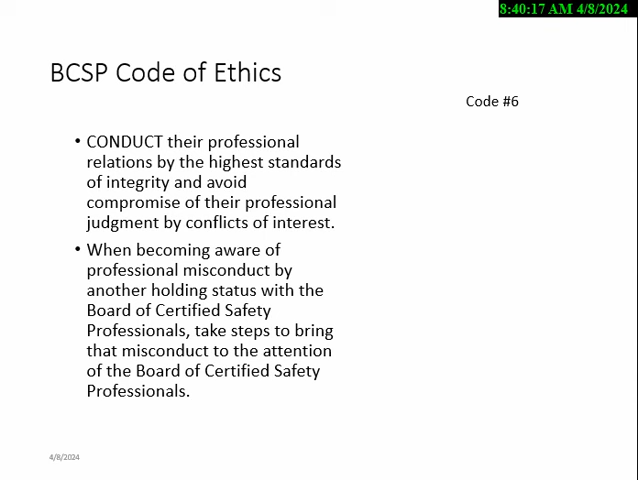 8:40:17 AM 4/8/2024
BCSP Code of Ethics
Code #6
• CONDUCT their professional
relations by the highest standards
of integrity and avoid
compromise of their professional
judgment by conflicts of interest.
• When becoming aware of
professional misconduct by
another holding status with the
Board of Certified Safety
Professionals, take steps to bring
that misconduct to the attention
of the Board of Certified Safety
Professionals.
4/8/2024